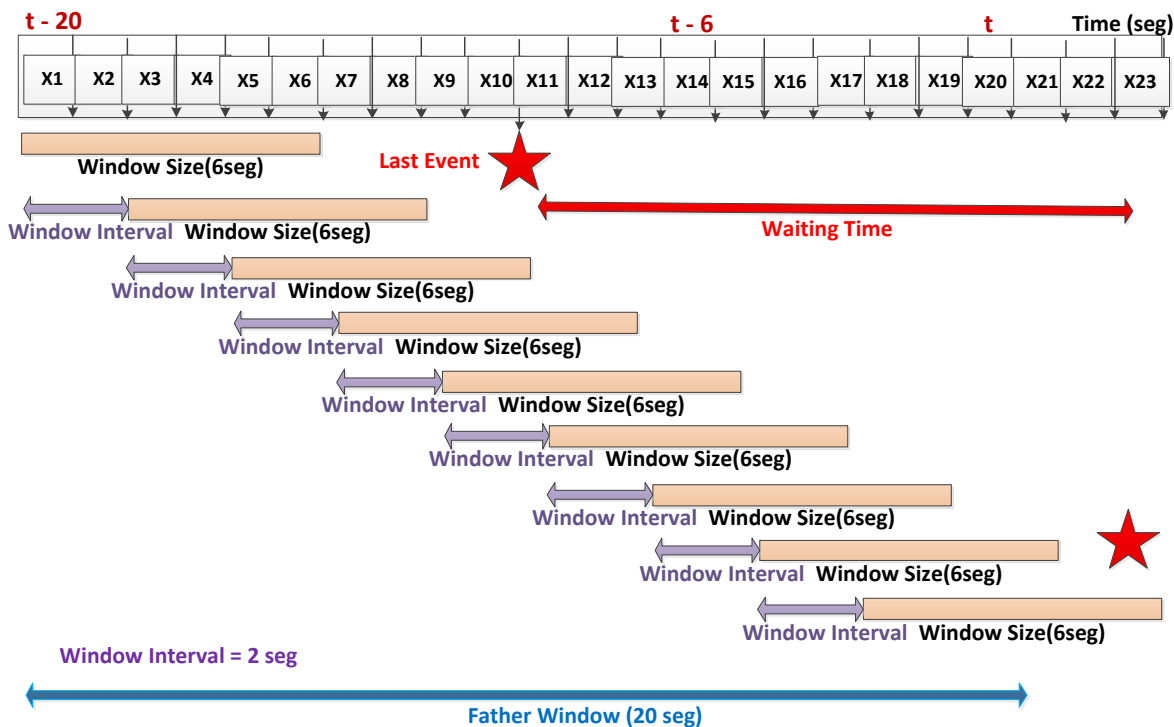 t - 20 t - 6 t Time (seg)
X1 X2 X3 X4 X5 X6 X7 X8 X9 X10 X11 X12 X13 X14 X15 X16 X17 X18 X19 X20 X21 X22 X23
Window Size(6seg)
Last Event
Window Interval Window Size(6seg)
Waiting Time
Window Interval Window Size(6seg)
Window Interval Window Size(6seg)
Window Interval Window Size(6seg)
Window Interval Window Size(6seg)
Window Interval Window Size(6seg)
Window Interval Window Size(6seg)
Window Interval Window Size(6seg)
Window Interval = 2 seg
Father Window (20 seg)